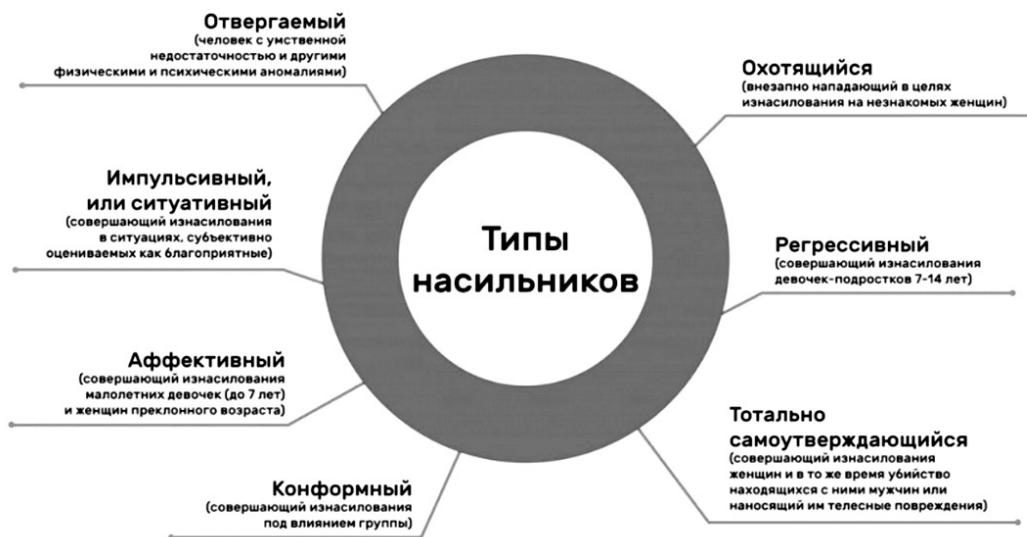 Отвергаемый
(человек с умственной
недостаточностью и другими
физическими и психическими аномалиями)
Охотящийся
(внезапно нападающий в целях
изнасилования на незнакомых женщин)
Импульсивный,
или ситуативный
(совершающий изнасилования
в ситуациях, субъективно
оцениваемых как благоприятные)
Типы
насильников
Регрессивный
(совершающий изнасилования
девочек-подростков 7-14 лет)
Аффективный
(совершающий изнасилования
малолетних девочек (до 7 лет)
и женщин преклонного возраста)
Тотально
самоутверждающийся
(совершающий изнасилования
женщин и в то же время убийство
находящихся с ними мужчин или
наносящий им телесные повреждения)
Конформный
(совершающий изнасилования
под влиянием группы)